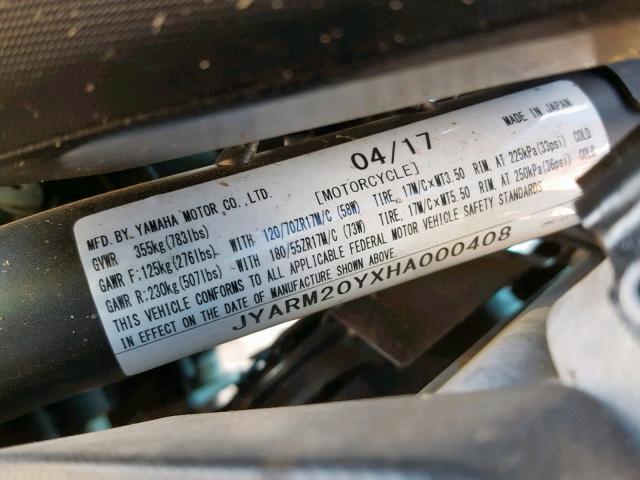 MFD. BY. YAMAHA MOTOR CO., LTD. 04/17 MADE IN JAPAN
[MOTORCYCLE]
GVWR 355kg (783lbs)
GAWR F: 125kg (276lbs) WITH 120/70ZR17M/C (58W) TIRE, 17M/C×MT3.50 RIM, AT 225kPa (33psi) COLD
GAWR R: 230kg (507lbs) WITH 180/55ZR17M/C (73W) TIRE, 17M/C×MT5.50 RIM, AT 250kPa (36psi) COLD
THIS VEHICLE CONFORMS TO ALL APPLICABLE FEDERAL MOTOR VEHICLE SAFETY STANDARDS
IN EFFECT ON THE DATE OF MANUFACTURE SHOWN ABOVE.
JYARM20YXHA000408